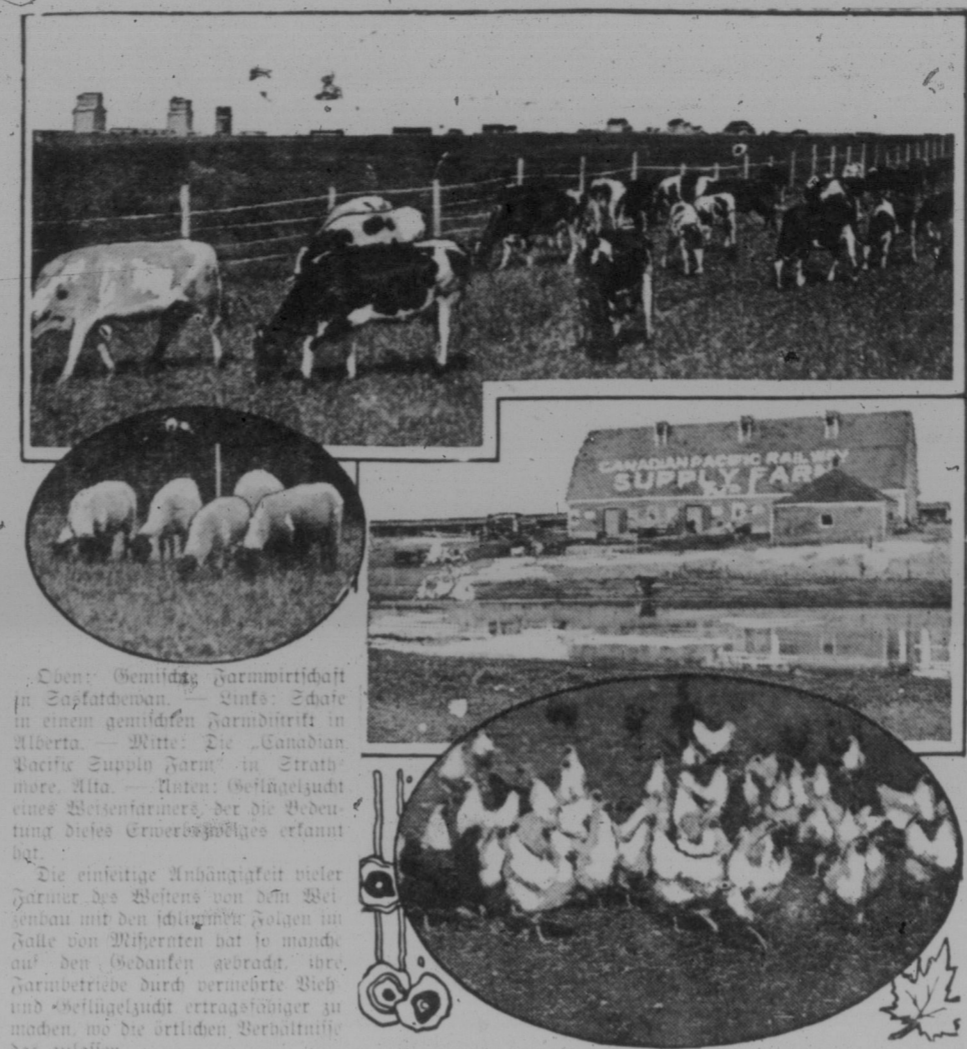 CANADIAN PACIFIC RAILWAY
SUPPLY FARM
Oben: Gemischte Farmwirtschaft
in Saskatchewan. — Links: Schafe
in einem gemischten Farmdistrikt in
Alberta. — Mitte: Die „Canadian
Pacific Supply Farm“ in Strath-
more, Alta. — Unten: Geflügelzucht
eines Weizenfarmers, der die Bedeu-
tung dieses Erwerbszweiges erkannt
hat.
Die einseitige Anhängigkeit vieler
Farmer des Westens von dem Wei-
zenbau mit den schlimmen Folgen im
Falle von Mißernten hat so manche
auf den Gedanken gebracht, ihre
Farmbetriebe durch vermehrte Vieh-
und Geflügelzucht ertragsfähiger zu
machen, wo die örtlichen Verhältnisse